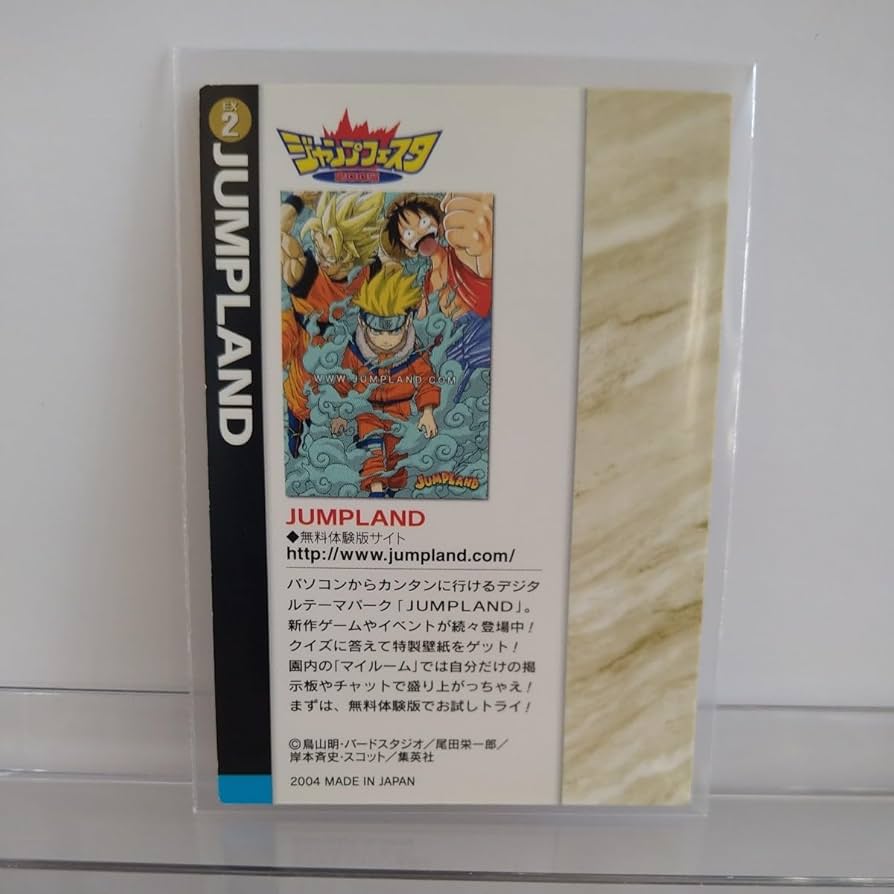 EX
2
JUMPLAND
ジャンプフェスタ
WWW.JUMPLAND.COM
JUMPLAND
JUMPLAND
◆無料体験版サイト
http://www.jumpland.com/
パソコンからカンタンに行けるデジタ
ルテーマパーク「JUMPLAND」。
新作ゲームやイベントが続々登場中!
クイズに答えて特製壁紙をゲット!
園内の「マイルーム」では自分だけの掲
示板やチャットで盛り上がっちゃえ!
まずは、無料体験版でお試しトライ!
©鳥山明・バードスタジオ/尾田栄一郎/
岸本斉史・スコット/集英社
2004 MADE IN JAPAN